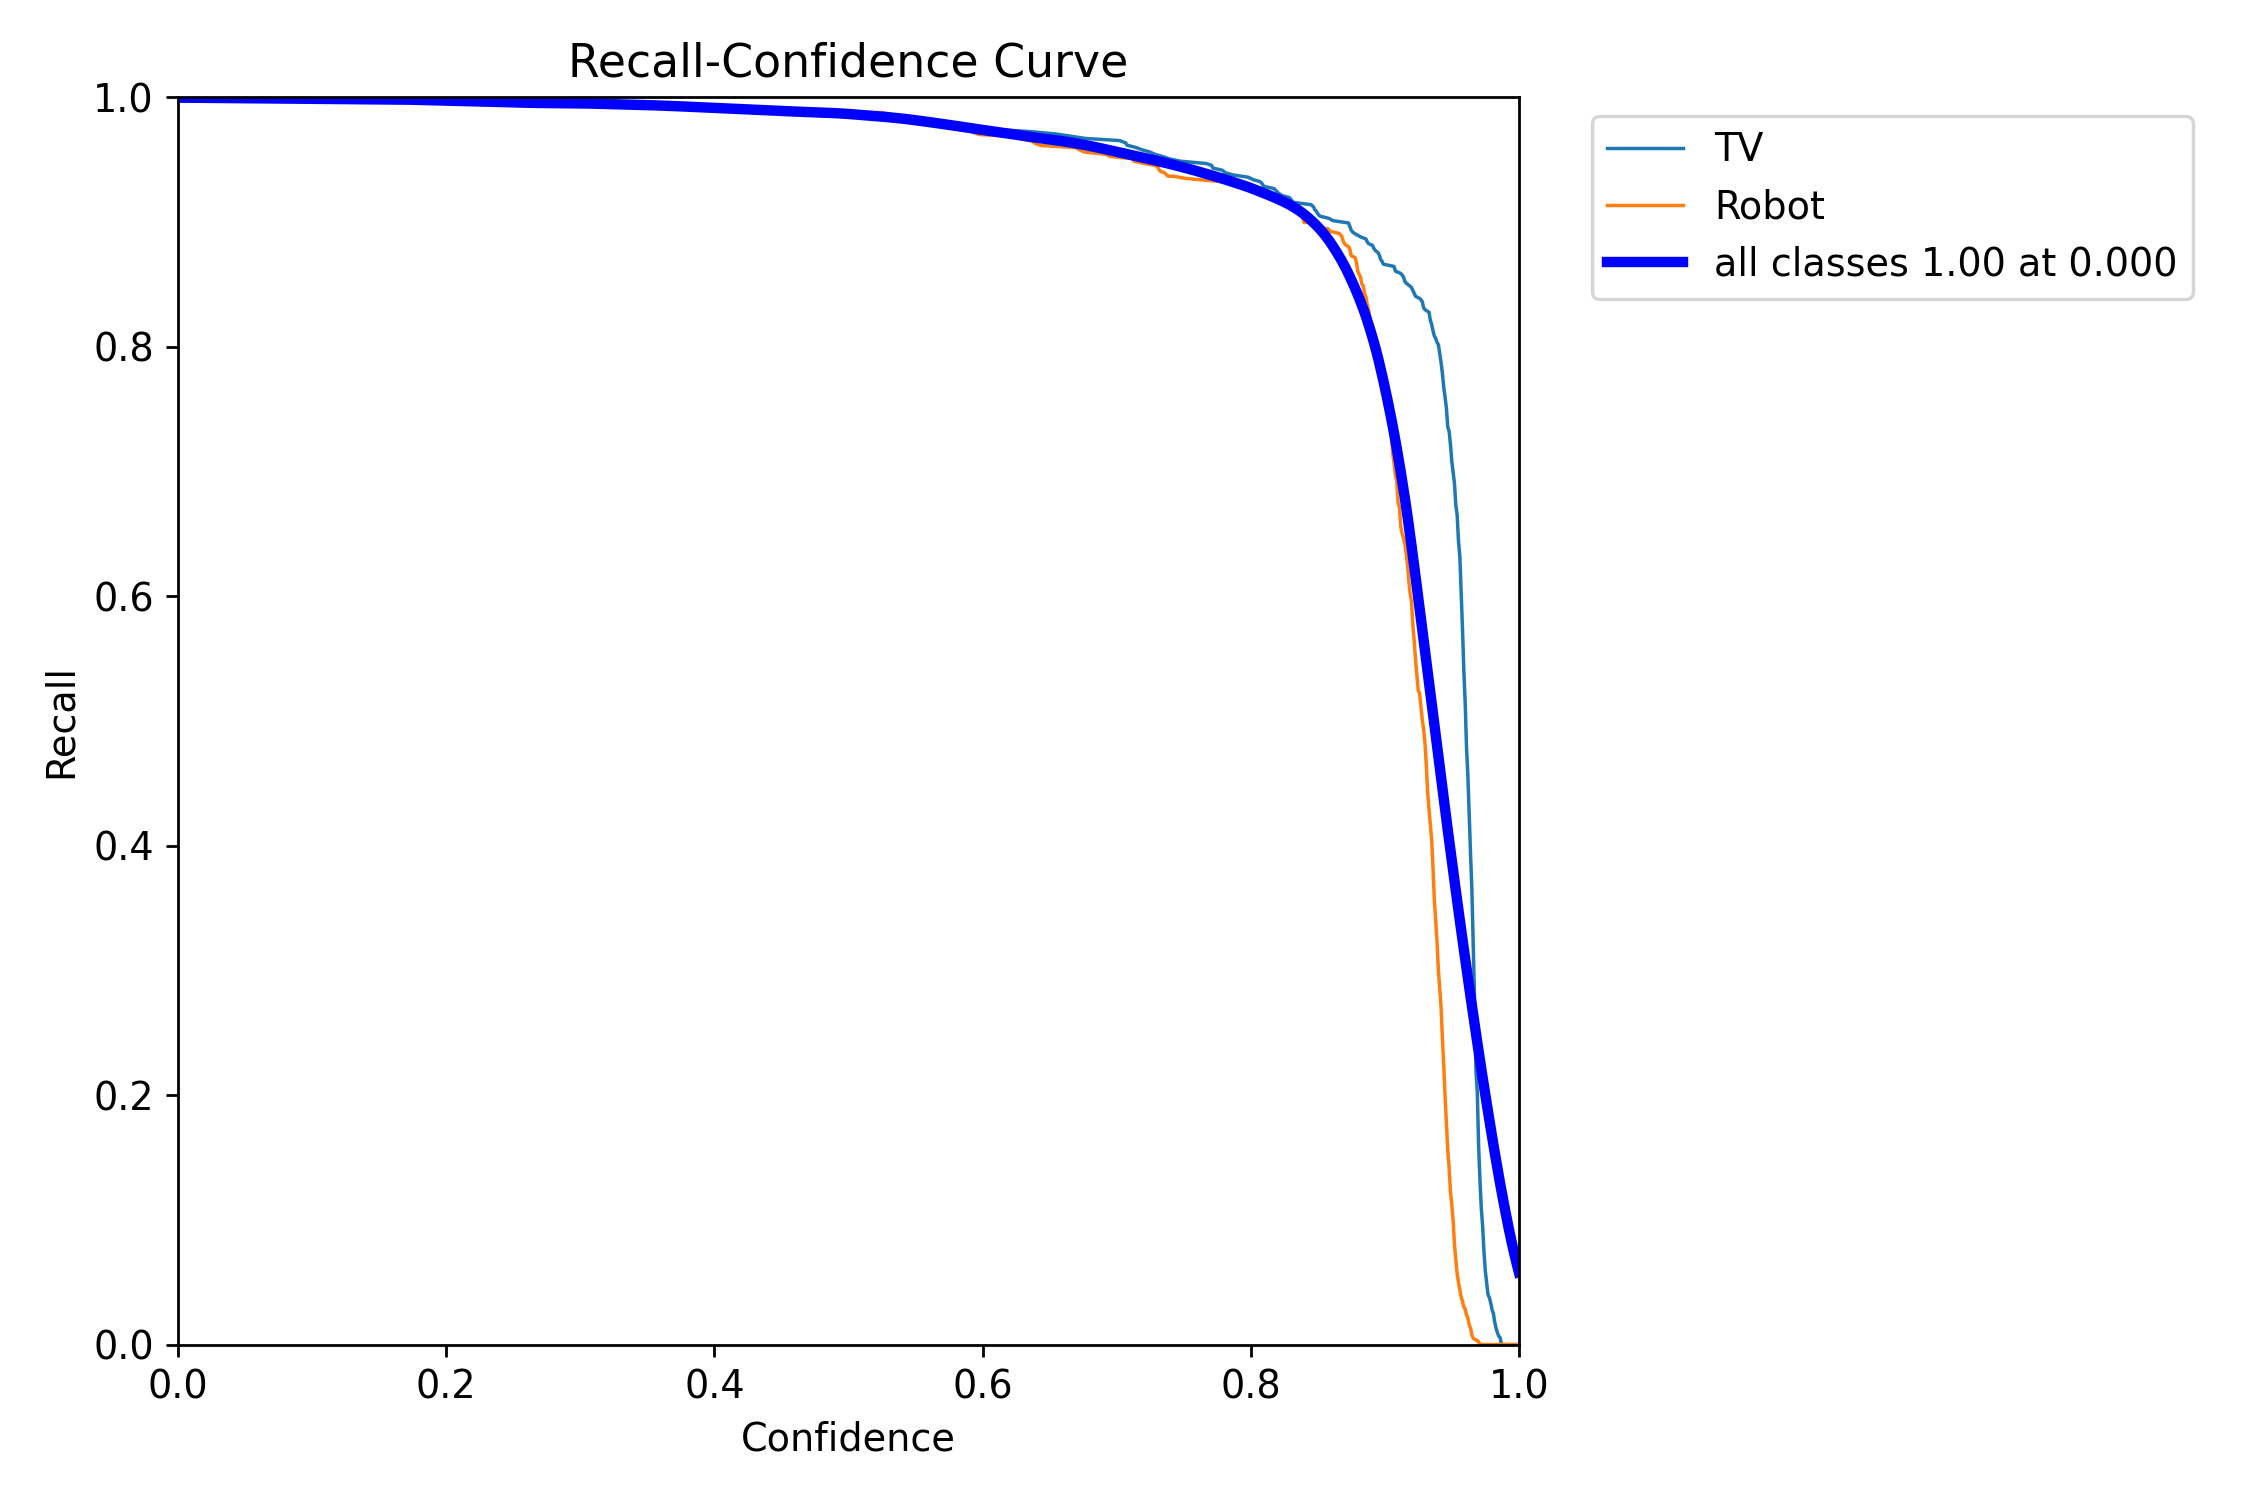 Recall-Confidence Curve
1.0
0.8
0.6
0.4
0.2
0.0
Recall
0.0 0.2 0.4 0.6 0.8 1.0
Confidence
TV
Robot
all classes 1.00 at 0.000